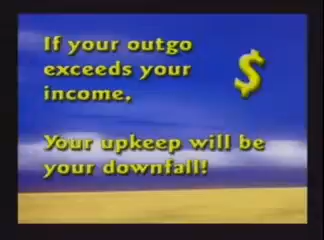 If your outgo
exceeds your
income,
$
Your upkeep will be
your downfall!